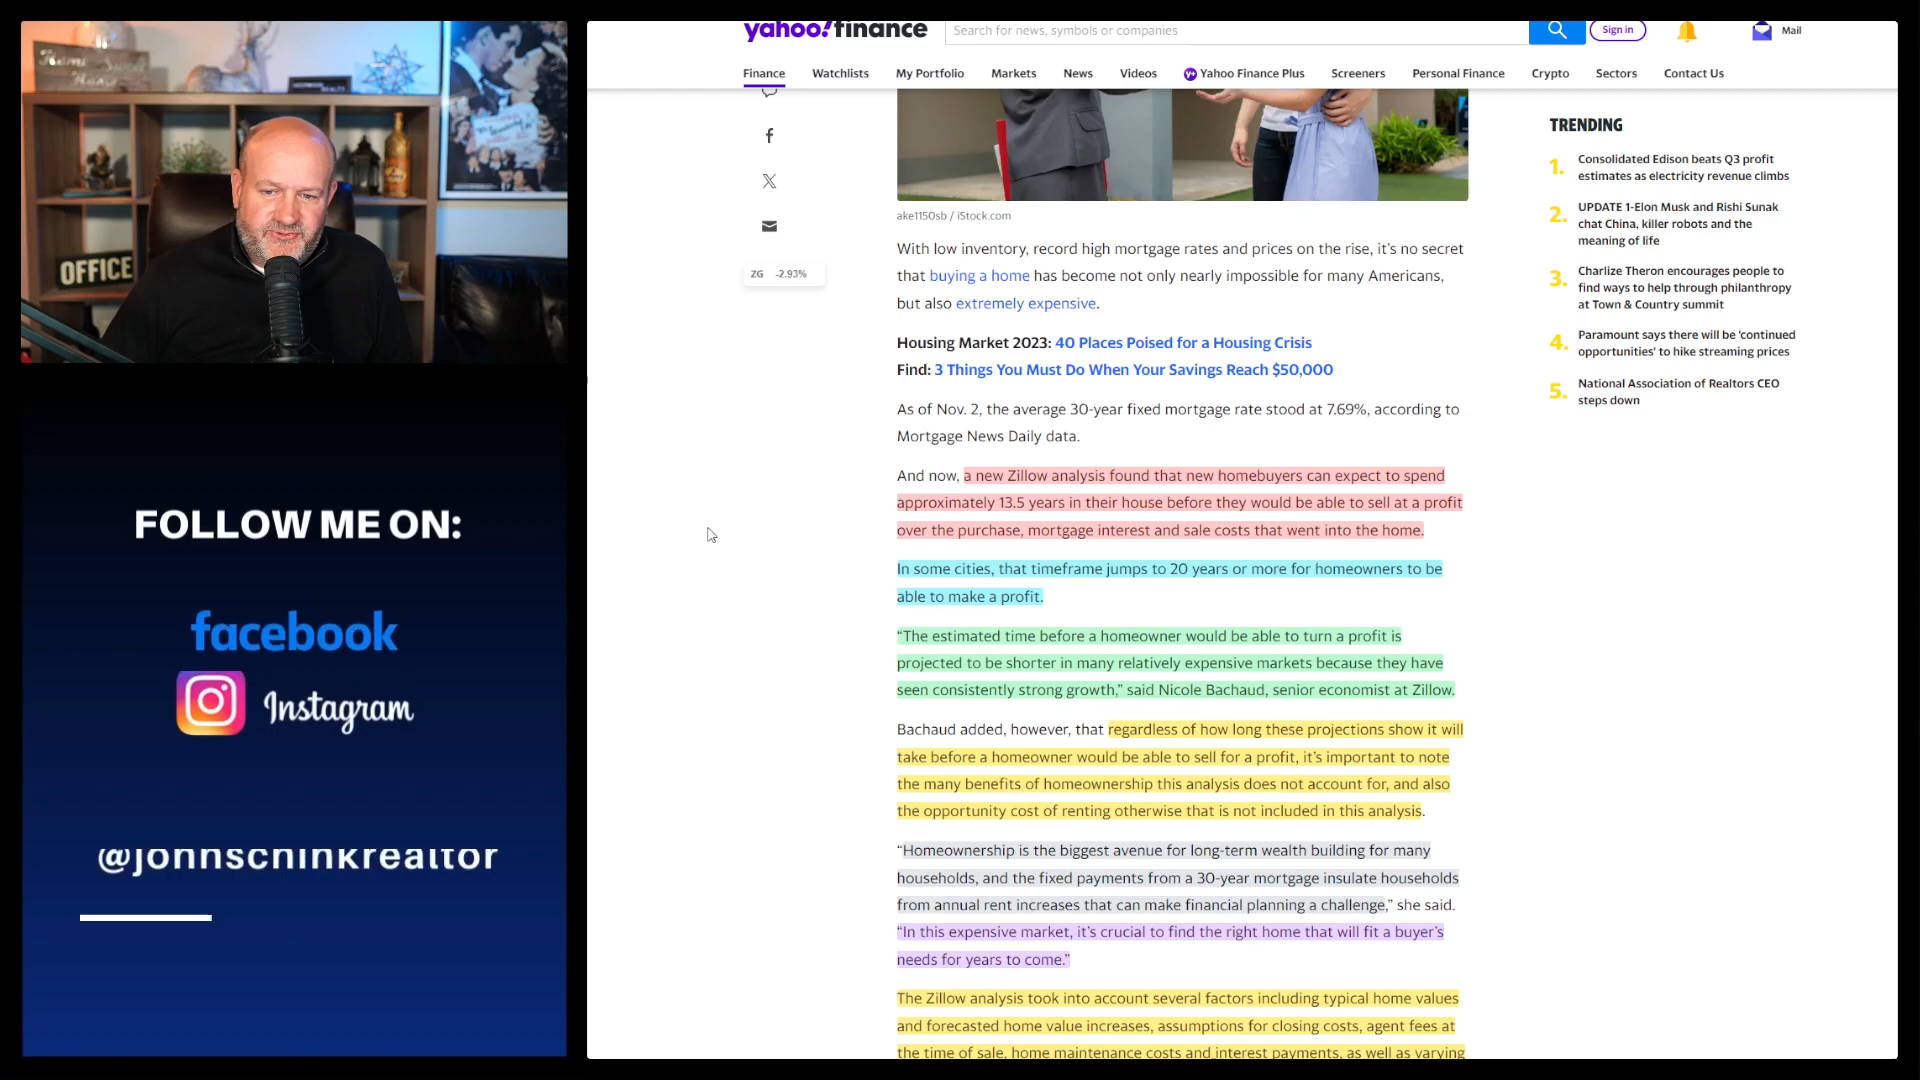 OFFICE
FOLLOW ME ON:
facebook
Instagram
@johnschinkrealtor
yahoo!finance
Search for news, symbols or companies
Sign in
Mail
Finance
Watchlists
My Portfolio
Markets
News
Videos
Yahoo Finance Plus
Screeners
Personal Finance
Crypto
Sectors
Contact Us
ZG -2.93%
ake1150sb / iStock.com
With low inventory, record high mortgage rates and prices on the rise, it's no secret
that buying a home has become not only nearly impossible for many Americans,
but also extremely expensive.
Housing Market 2023: 40 Places Poised for a Housing Crisis
Find: 3 Things You Must Do When Your Savings Reach $50,000
As of Nov. 2, the average 30-year fixed mortgage rate stood at 7.69%, according to
Mortgage News Daily data.
And now, a new Zillow analysis found that new homebuyers can expect to spend
approximately 13.5 years in their house before they would be able to sell at a profit
over the purchase, mortgage interest and sale costs that went into the home.
In some cities, that timeframe jumps to 20 years or more for homeowners to be
able to make a profit.
“The estimated time before a homeowner would be able to turn a profit is
projected to be shorter in many relatively expensive markets because they have
seen consistently strong growth,” said Nicole Bachaud, senior economist at Zillow.
Bachaud added, however, that regardless of how long these projections show it will
take before a homeowner would be able to sell for a profit, it’s important to note
the many benefits of homeownership this analysis does not account for, and also
the opportunity cost of renting otherwise that is not included in this analysis.
“Homeownership is the biggest avenue for long-term wealth building for many
households, and the fixed payments from a 30-year mortgage insulate households
from annual rent increases that can make financial planning a challenge,” she said.
“In this expensive market, it’s crucial to find the right home that will fit a buyer’s
needs for years to come.”
The Zillow analysis took into account several factors including typical home values
and forecasted home value increases, assumptions for closing costs, agent fees at
the time of sale, home maintenance costs and interest payments, as well as varying
TRENDING
1. Consolidated Edison beats Q3 profit
estimates as electricity revenue climbs
2. UPDATE 1-Elon Musk and Rishi Sunak
chat China, killer robots and the
meaning of life
3. Charlize Theron encourages people to
find ways to help through philanthropy
at Town & Country summit
4. Paramount says there will be 'continued
opportunities' to hike streaming prices
5. National Association of Realtors CEO
steps down